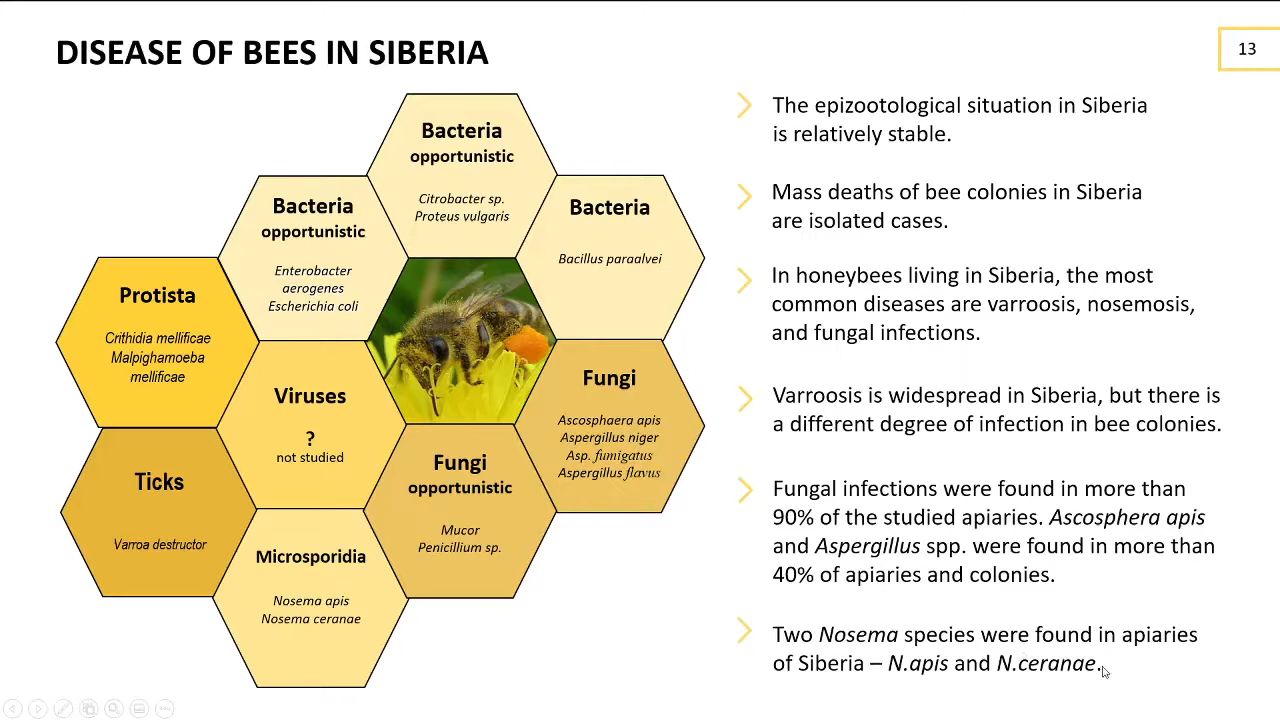 DISEASE OF BEES IN SIBERIA
13
Bacteria
opportunistic
Citrobacter sp.
Proteus vulgaris
Bacteria
opportunistic
Enterobacter
aerogenes
Escherichia coli
Bacteria
Bacillus paraalvei
Protista
Crithidia mellificae
Malpighamoeba
mellificae
Viruses
?
not studied
Fungi
Ascosphaera apis
Aspergillus niger
Asp. fumigatus
Aspergillus flavus
Ticks
Varroa destructor
Fungi
opportunistic
Mucor
Penicillium sp.
Microsporidia
Nosema apis
Nosema ceranae
The epizootological situation in Siberia
is relatively stable.
Mass deaths of bee colonies in Siberia
are isolated cases.
In honeybees living in Siberia, the most
common diseases are varroosis, nosemosis,
and fungal infections.
Varroosis is widespread in Siberia, but there is
a different degree of infection in bee colonies.
Fungal infections were found in more than
90% of the studied apiaries. Ascosphera apis
and Aspergillus spp. were found in more than
40% of apiaries and colonies.
Two Nosema species were found in apiaries
of Siberia – N.apis and N.ceranae.